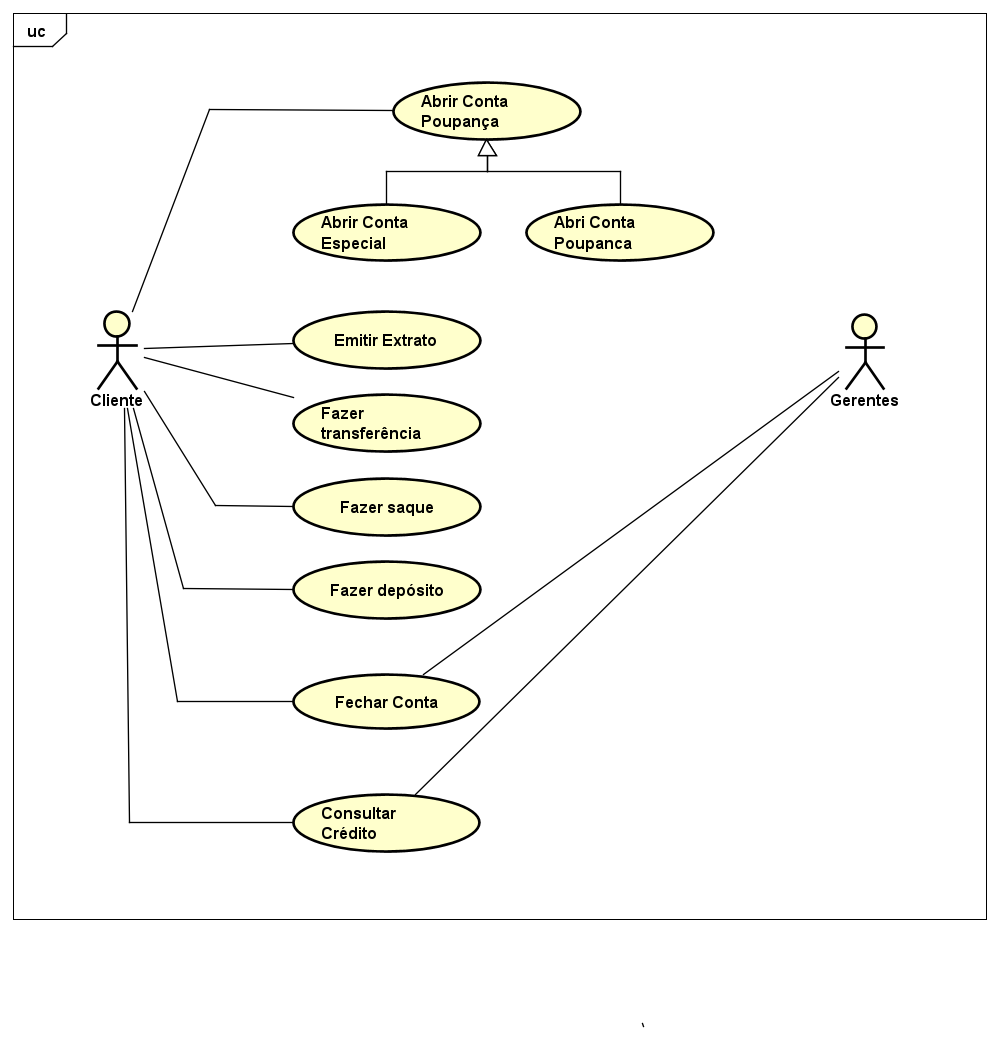 uc
Abrir Conta
Poupança
Abrir Conta
Especial
Abri Conta
Poupanca
Emitir Extrato
Cliente
Gerentes
Fazer
transferência
Fazer saque
Fazer depósito
Fechar Conta
Consultar
Crédito